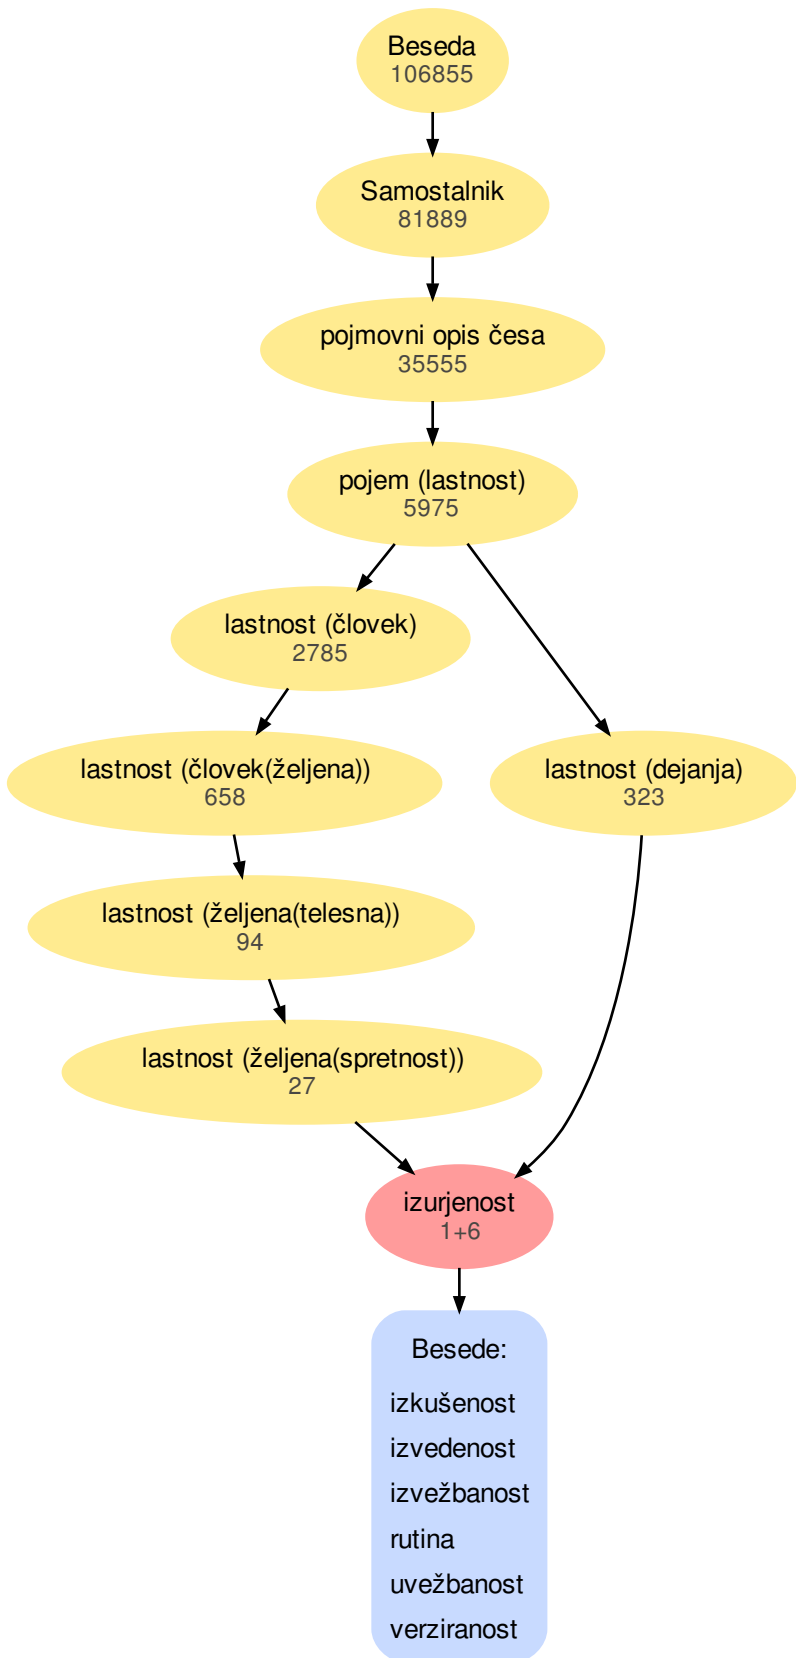 Beseda
106855
Samostalnik
81889
pojmovni opis česa
35555
pojem (lastnost)
5975
lastnost (človek)
2785
lastnost (človek(željena))
658
lastnost (dejanja)
323
lastnost (željena(telesna))
94
lastnost (željena(spretnost))
27
izurjenost
1+6
Besede:
izkušenost
izvedenost
izvežbanost
rutina
uvežbanost
verziranost